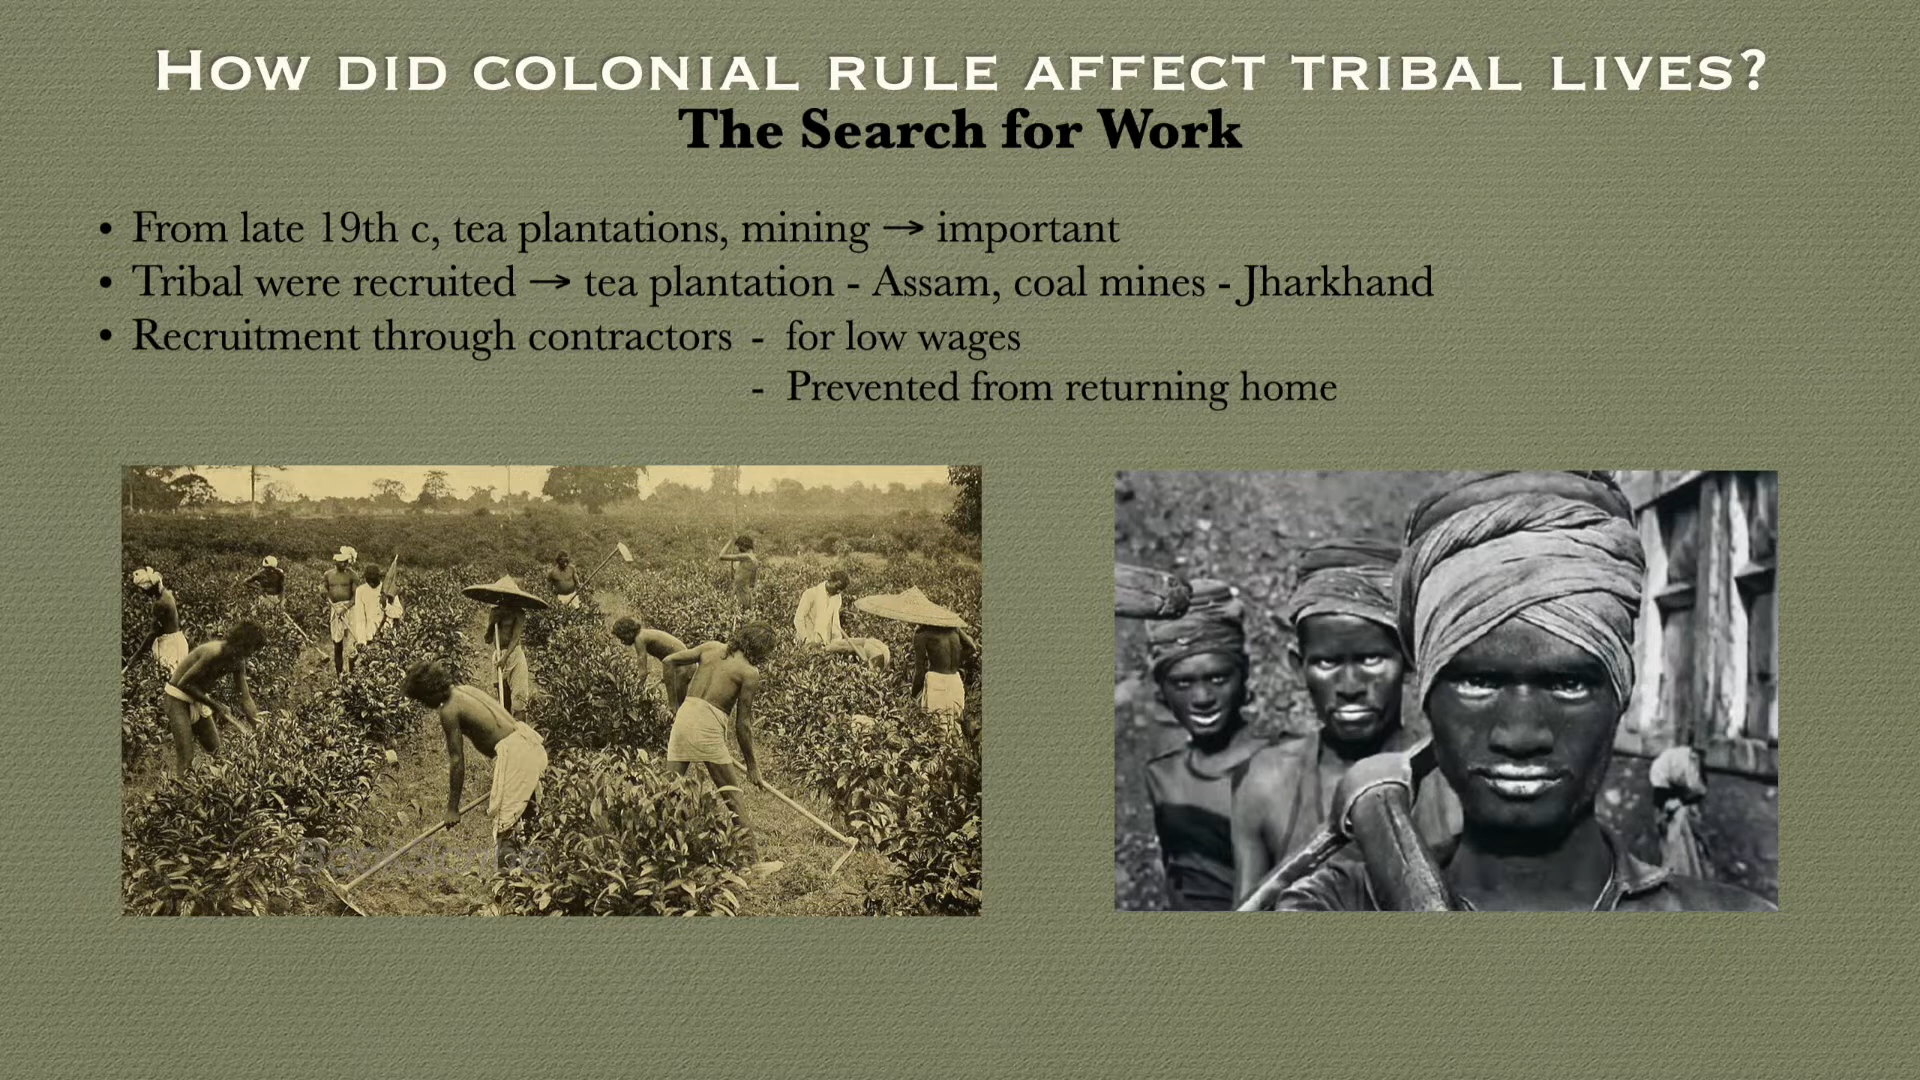 How did colonial rule affect tribal lives?
The Search for Work
• From late 19th c, tea plantations, mining → important
• Tribal were recruited → tea plantation - Assam, coal mines - Jharkhand
• Recruitment through contractors - for low wages
- Prevented from returning home